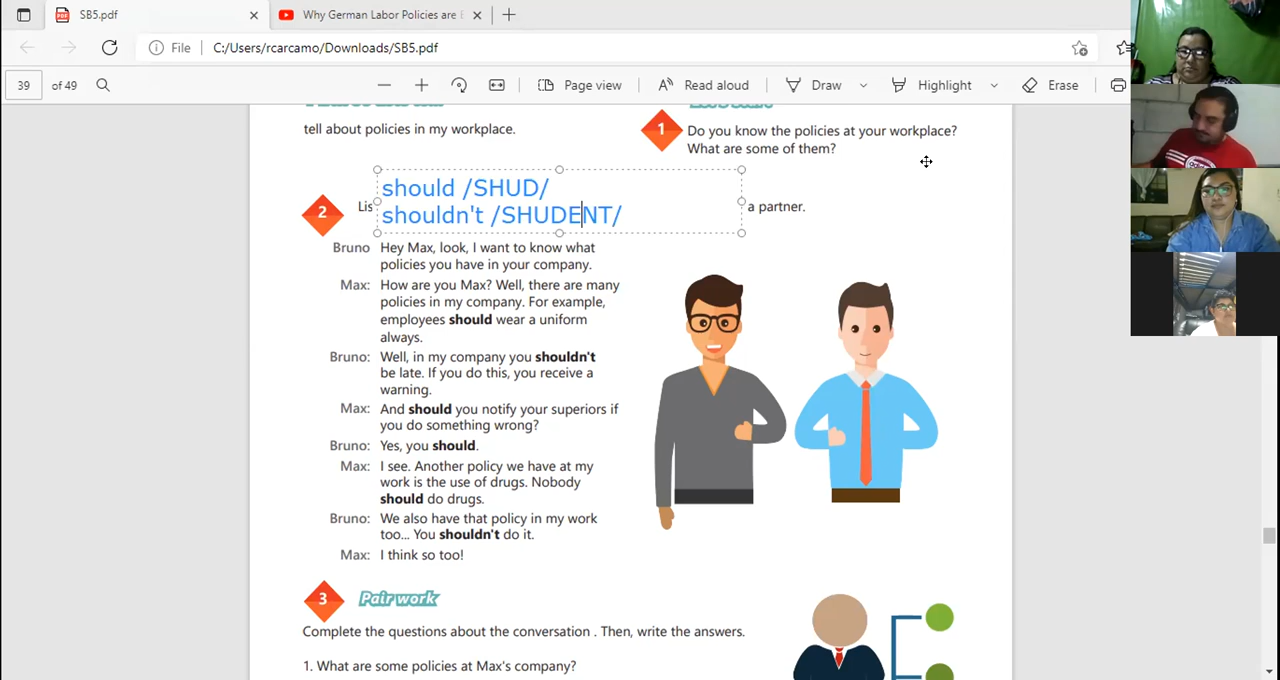 SB5.pdf
Why German Labor Policies are
File
C:/Users/rcarcamo/Downloads/SB5.pdf
39
of 49
Page view
Read aloud
Draw
Highlight
Erase
tell about policies in my workplace.
1
Do you know the policies at your workplace?
What are some of them?
should /SHUD/
shouldn't /SHUDENT/
2
Lis
a partner.
Bruno Hey Max, look, I want to know what
policies you have in your company.
Max: How are you Max? Well, there are many
policies in my company. For example,
employees should wear a uniform
always.
Bruno: Well, in my company you shouldn't
be late. If you do this, you receive a
warning.
Max: And should you notify your superiors if
you do something wrong?
Bruno: Yes, you should.
Max: I see. Another policy we have at my
work is the use of drugs. Nobody
should do drugs.
Bruno: We also have that policy in my work
too... You shouldn't do it.
Max: I think so too!
3
Pair work
Complete the questions about the conversation . Then, write the answers.
1. What are some policies at Max's company?